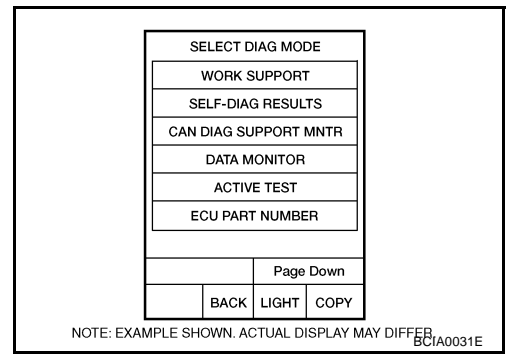 SELECT DIAG MODE
WORK SUPPORT
SELF-DIAG RESULTS
CAN DIAG SUPPORT MNTR
DATA MONITOR
ACTIVE TEST
ECU PART NUMBER
Page Down
BACK LIGHT COPY
NOTE: EXAMPLE SHOWN. ACTUAL DISPLAY MAY DIFFER.
BCIA0031E